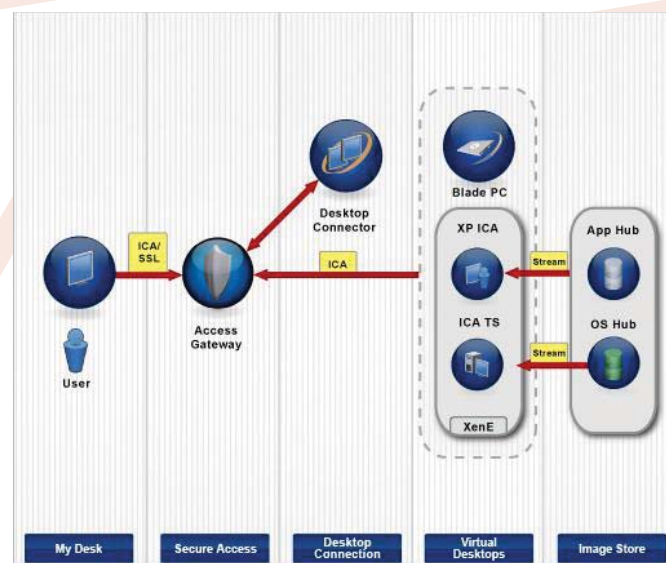 Blade PC
Desktop
Connector
XP ICA
App Hub
ICA/
SSL
ICA
Stream
Access
Gateway
ICA TS
OS Hub
Stream
User
XenE
My Desk
Secure Access
Desktop
Connection
Virtual
Desktops
Image Store